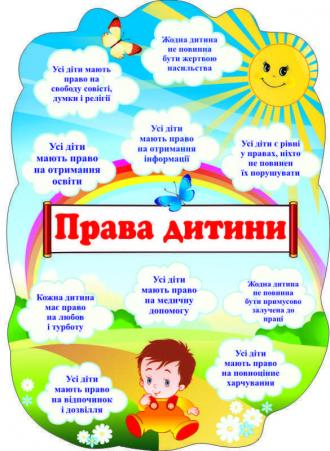 Жодна дитина
не повинна
бути жертвою
насильства
Усі діти мають
право на
свободу совісті,
думки і релігії
Усі діти
мають право
на отримання
інформації
Усі діти є рівні
у правах, ніхто
не повинен
їх порушувати
Усі діти
мають право
на отримання
освіти
Права дитини
Усі діти
мають право
на медичну
допомогу
Жодна дитина
не повинна
бути примусово
залучена до
праці
Кожна дитина
має право
на любов
і турботу
Усі діти
мають право
на повноцінне
харчування
Усі діти
мають право
на відпочинок
і дозвілля